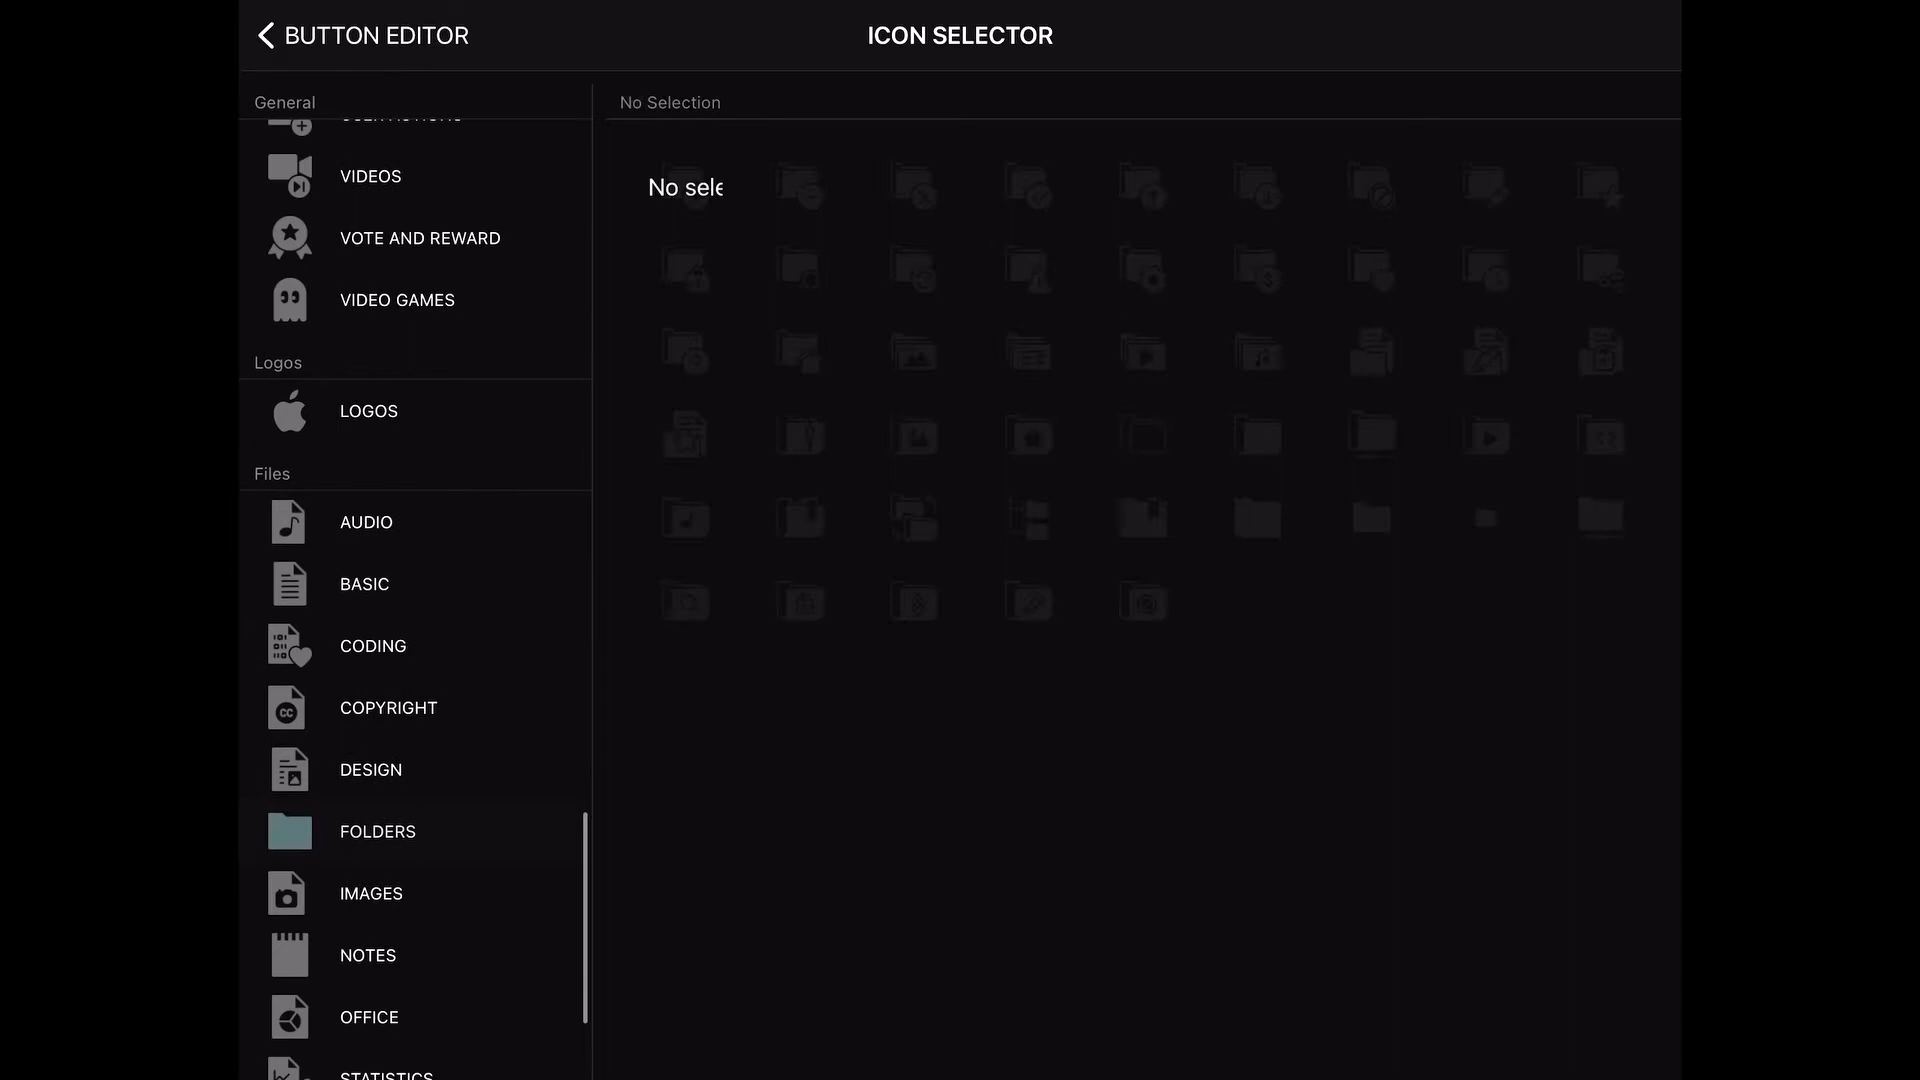 BUTTON EDITOR
ICON SELECTOR
General
No Selection
VIDEOS
No sele
VOTE AND REWARD
VIDEO GAMES
Logos
LOGOS
Files
AUDIO
BASIC
CODING
COPYRIGHT
CC
DESIGN
FOLDERS
IMAGES
NOTES
OFFICE
STATISTICS